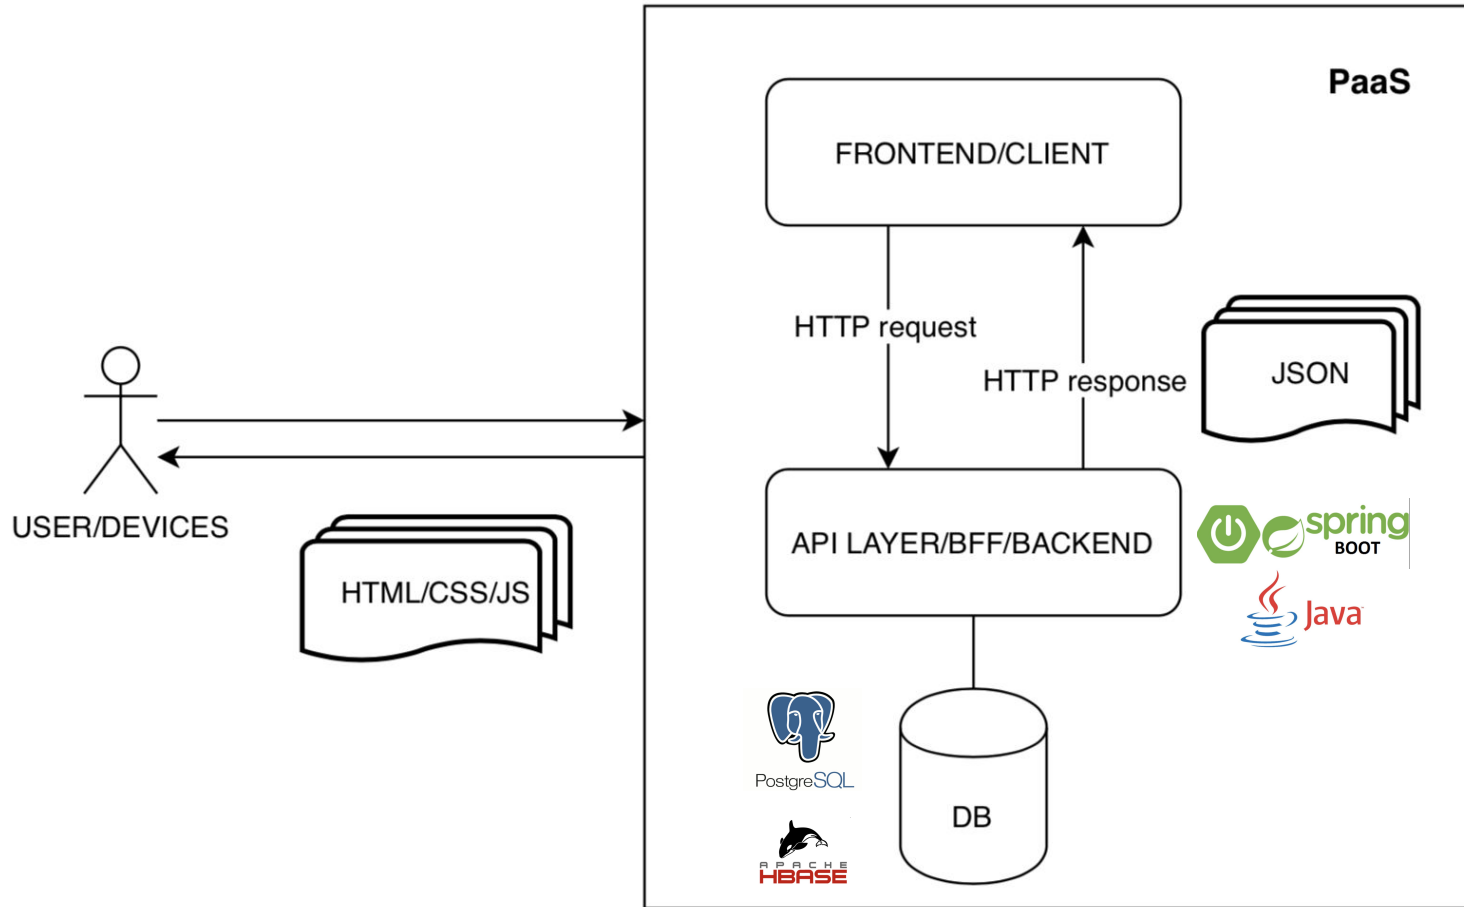 PaaS
FRONTEND/CLIENT
HTTP request
HTTP response
JSON
USER/DEVICES
HTML/CSS/JS
API LAYER/BFF/BACKEND
spring
BOOT
Java
PostgreSQL
DB
APACHE
HBASE